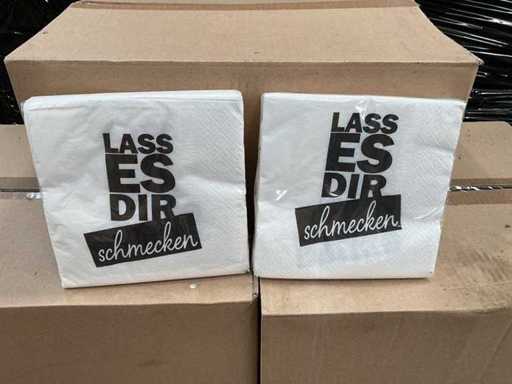 LASS
ES
DIR
schmecken
LASS
ES
DIR
schmecken.